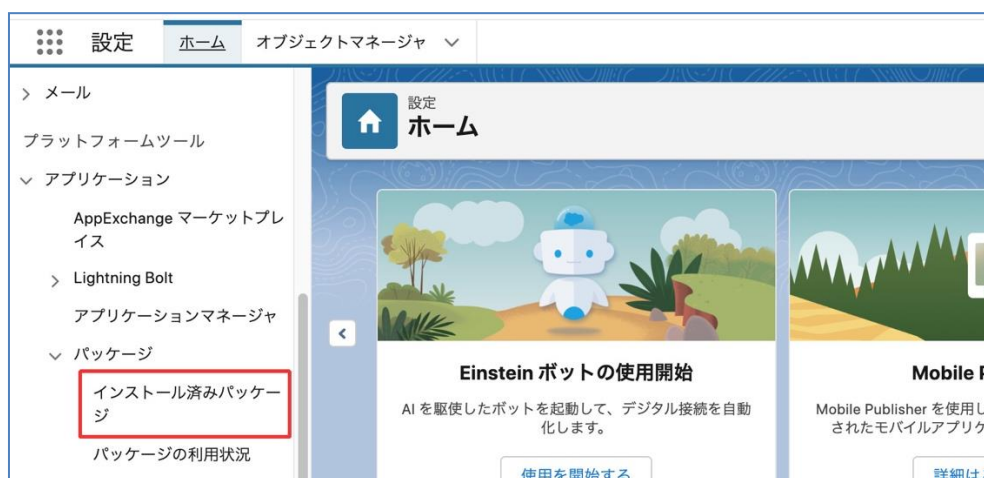 設定
ホーム
オブジェクトマネージャ
メール
プラットフォームツール
アプリケーション
AppExchange マーケットプレ
イス
Lightning Bolt
アプリケーションマネージャ
パッケージ
インストール済みパッケー
ジ
パッケージの利用状況
設定
ホーム
Einstein ボットの使用開始
AI を駆使したボットを起動して、デジタル接続を自動
化します。
使用を開始する
Mobile
Mobile Publisher を使用し
されたモバイルアプリケ
詳細は